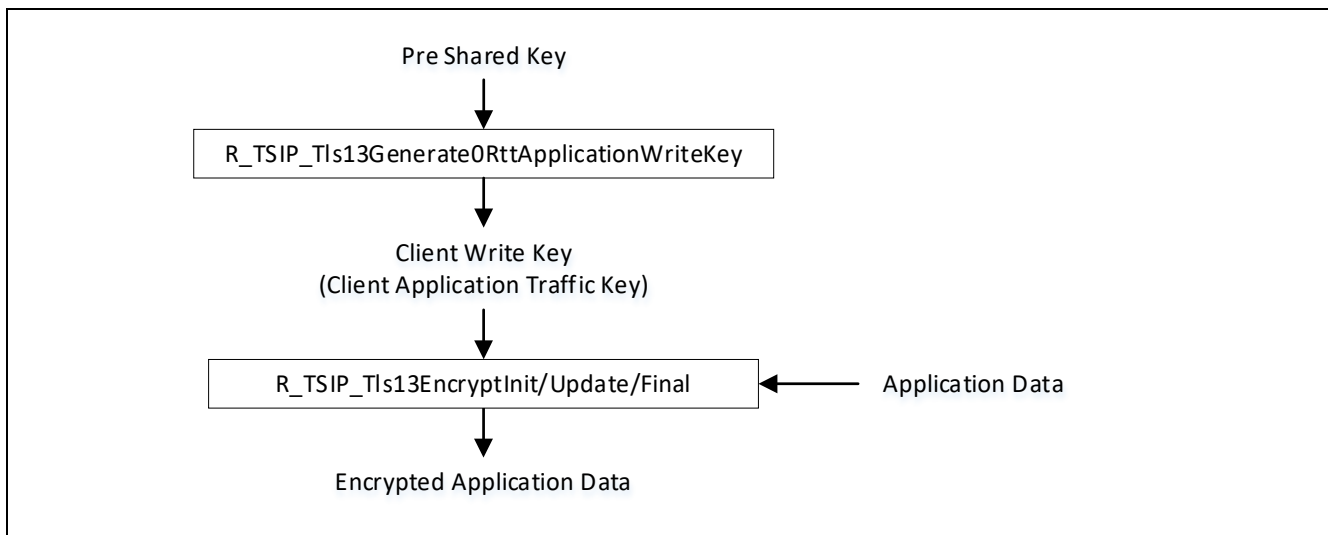 Pre Shared Key
R_TSIP_Tls13Generate0RttApplicationWriteKey
Client Write Key
(Client Application Traffic Key)
R_TSIP_Tls13EncryptInit/Update/Final
Application Data
Encrypted Application Data